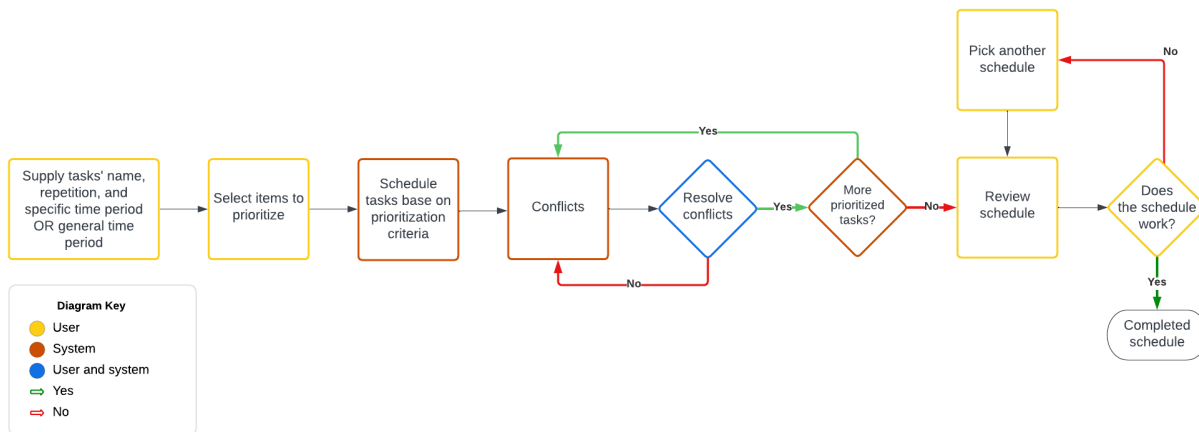 Supply tasks' name,
repetition, and
specific time period
OR general time
period
Select items to
prioritize
Schedule
tasks base on
prioritization
criteria
Conflicts
Resolve
conflicts
Yes
No
Yes
More
prioritized
tasks?
No
Pick another
schedule
Review
schedule
No
Does
the schedule
work?
Yes
Completed
schedule
Diagram Key
User
System
User and system
Yes
No